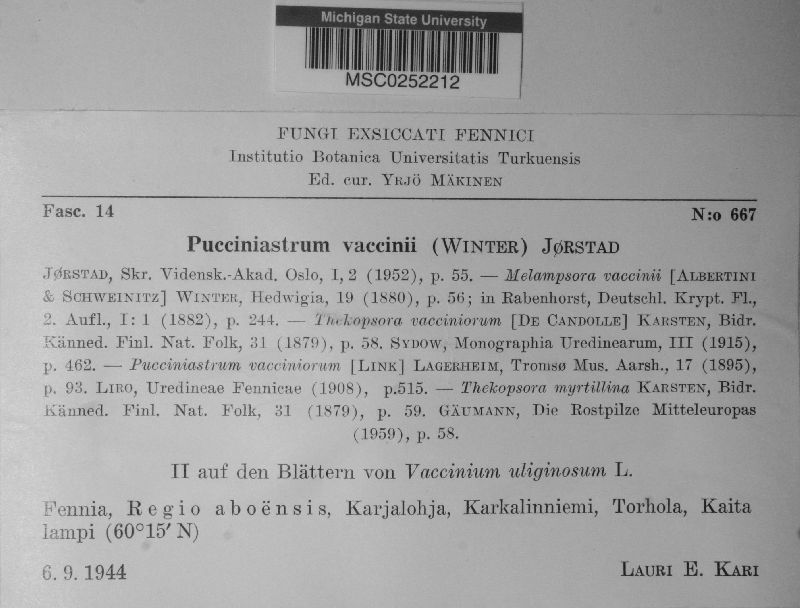 Michigan State University
MSC0252212
FUNGI EXSICCATI FENNICI
Institutio Botanica Universitatis Turkuensis
Ed. cur. YRJÖ MÄKINEN
Fasc. 14 N:o 667
Pucciniastrum vaccinii (WINTER) JØRSTAD
JØRSTAD, Skr. Vidensk.-Akad. Oslo, I, 2 (1952), p. 55. — Melampsora vaccinii [ALBERTINI
& SCHWEINITZ] WINTER, Hedwigia, 19 (1880), p. 56; in Rabenhorst, Deutschl. Krypt. Fl.,
2. Aufl., I: 1 (1882), p. 244. — Thekopsora vacciniorum [DE CANDOLLE] KARSTEN, Bidr.
Känned. Finl. Nat. Folk, 31 (1879), p. 58. SYDOW, Monographia Uredinearum, III (1915),
p. 462. — Pucciniastrum vacciniorum [LINK] LAGERHEIM, Tromsø Mus. Aarsh., 17 (1895),
p. 93. LIRO, Uredineae Fennicae (1908), p.515. — Thekopsora myrtillina KARSTEN, Bidr.
Känned. Finl. Nat. Folk, 31 (1879), p. 59. GÄUMANN, Die Rostpilze Mitteleuropas
(1959), p. 58.
II auf den Blättern von Vaccinium uliginosum L.
Fennia, Regio aboënsis, Karjalohja, Karkalinniemi, Torhola, Kaita
lampi (60°15′ N)
6. 9. 1944 LAURI E. KARI